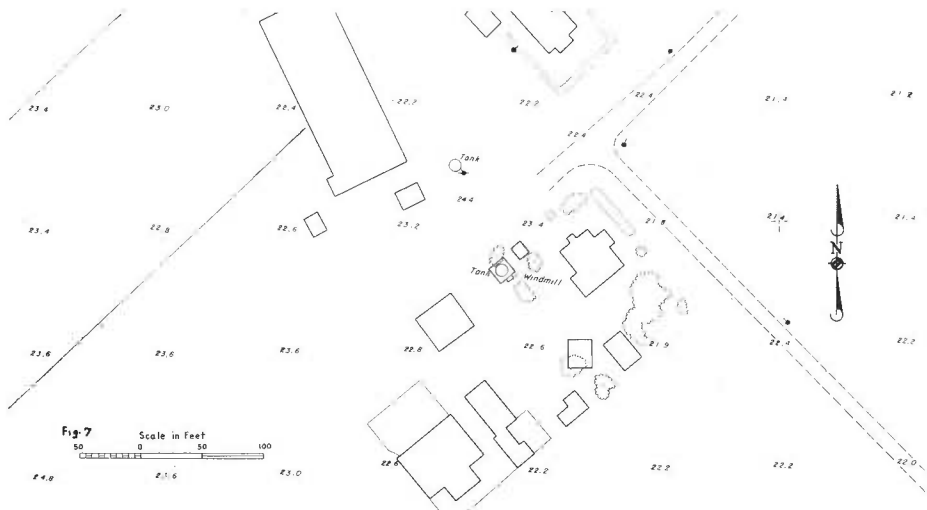 23.4 23.0 22.4 22.2 22.2 22.4 21.4 21.2
22.4
Tank
24.4
23.4 22.8 22.6 23.2 23.4 21.8 21.4 21.4
N
Tank Windmill
23.6 23.6 23.6 22.8 22.6 21.9 22.4 22.2
Fig. 7 Scale in Feet
50 0 50 100
24.8 23.6 23.0 22.6 22.2 22.2 22.2 22.0